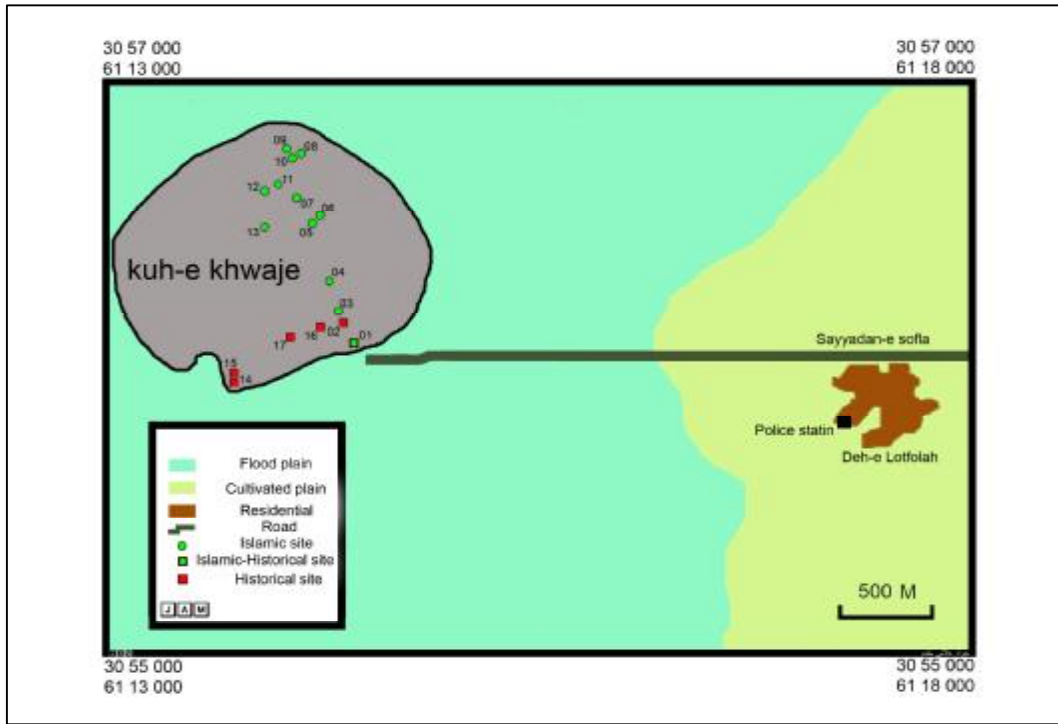 30 57 000
61 13 000
30 57 000
61 18 000
09
08
10
11
12
07
06
05
13
kuh-e khwaje
04
03
02
16
01
17
15
14
Sayyadan-e sofla
Police statin
Deh-e Lotfolah
Flood plain
Cultivated plain
Residential
Road
Islamic site
Islamic-Historical site
Historical site
J A M
500 M
30 55 000
61 13 000
30 55 000
61 18 000